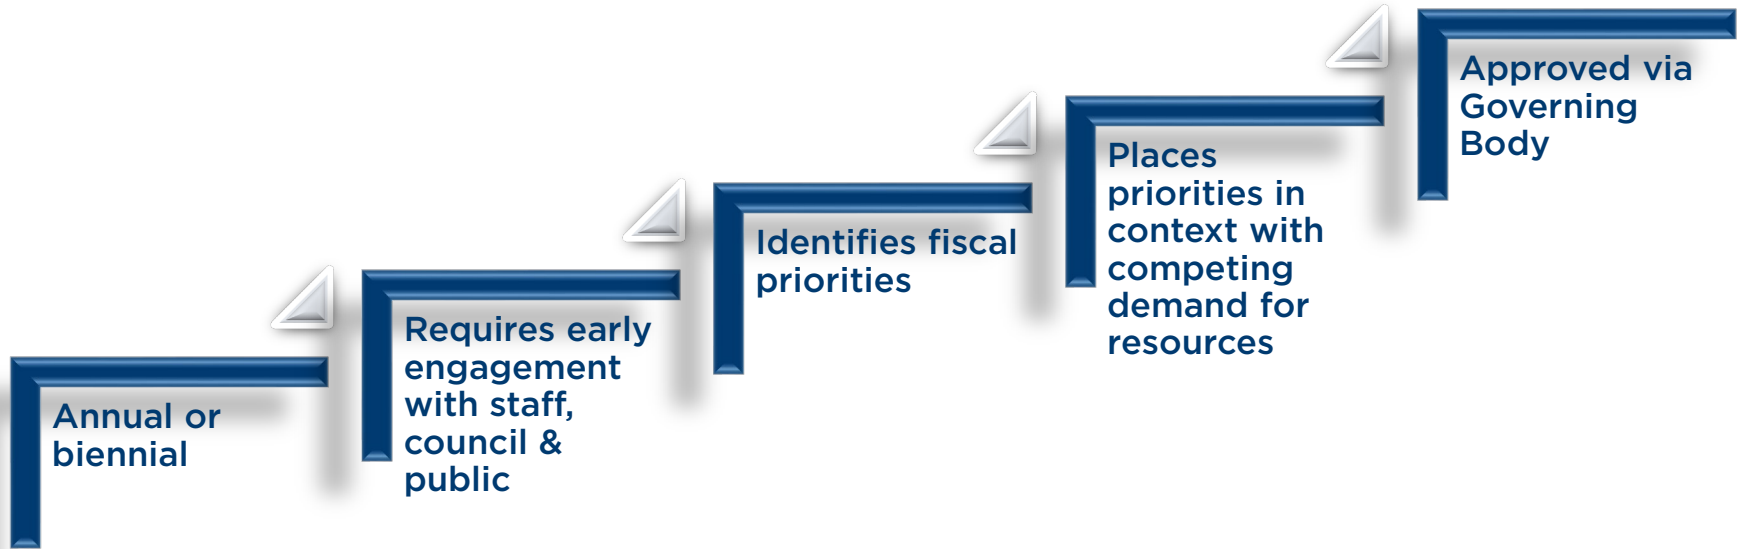 Annual or
biennial
Requires early
engagement
with staff,
council &
public
Identifies fiscal
priorities
Places
priorities in
context with
competing
demand for
resources
Approved via
Governing
Body